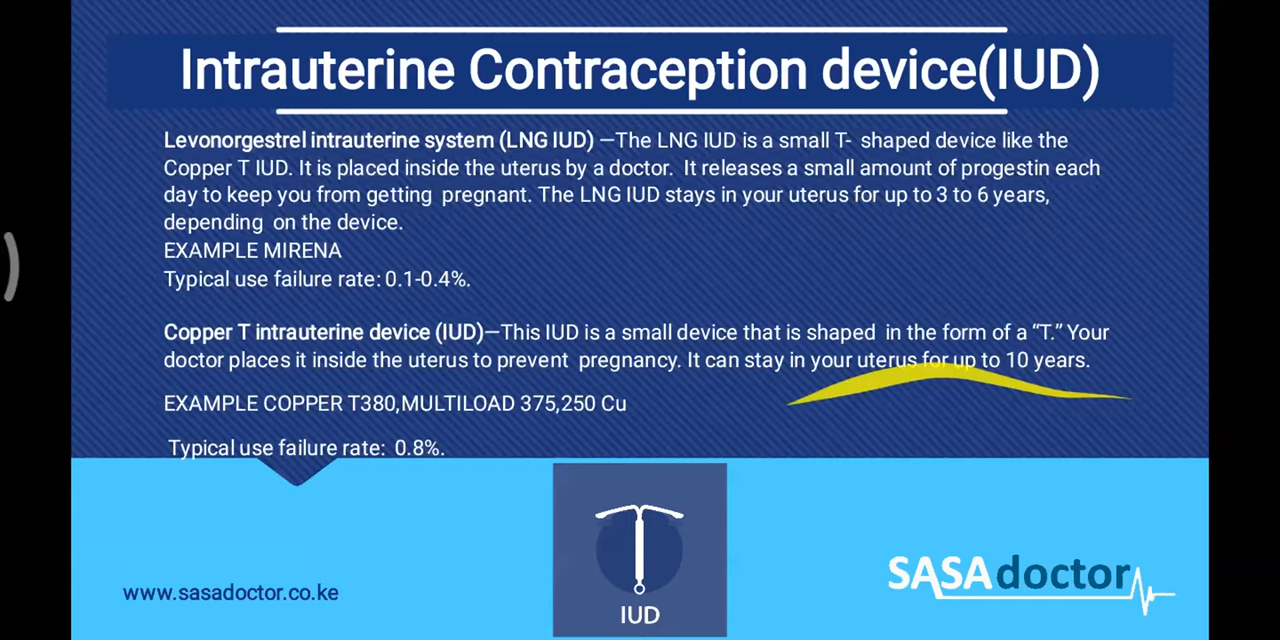 Intrauterine Contraception device(IUD)
Levonorgestrel intrauterine system (LNG IUD) —The LNG IUD is a small T- shaped device like the
Copper T IUD. It is placed inside the uterus by a doctor. It releases a small amount of progestin each
day to keep you from getting pregnant. The LNG IUD stays in your uterus for up to 3 to 6 years,
depending on the device.
EXAMPLE MIRENA
Typical use failure rate: 0.1-0.4%.
Copper T intrauterine device (IUD)—This IUD is a small device that is shaped in the form of a “T.” Your
doctor places it inside the uterus to prevent pregnancy. It can stay in your uterus for up to 10 years.
EXAMPLE COPPER T380,MULTILOAD 375,250 Cu
Typical use failure rate: 0.8%.
IUD
www.sasadoctor.co.ke
SASAdoctor